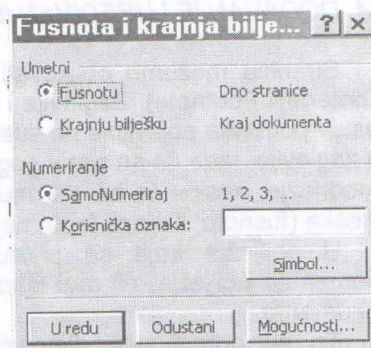 Fusnota i krajnja bilje... ? ×
Umetni
Fusnotu Dno stranice
Krajnju bilješku Kraj dokumenta
Numeriranje
SamoNumeriraj 1, 2, 3, ...
Korisnička oznaka:
Simbol...
U redu Odustani Mogućnosti...